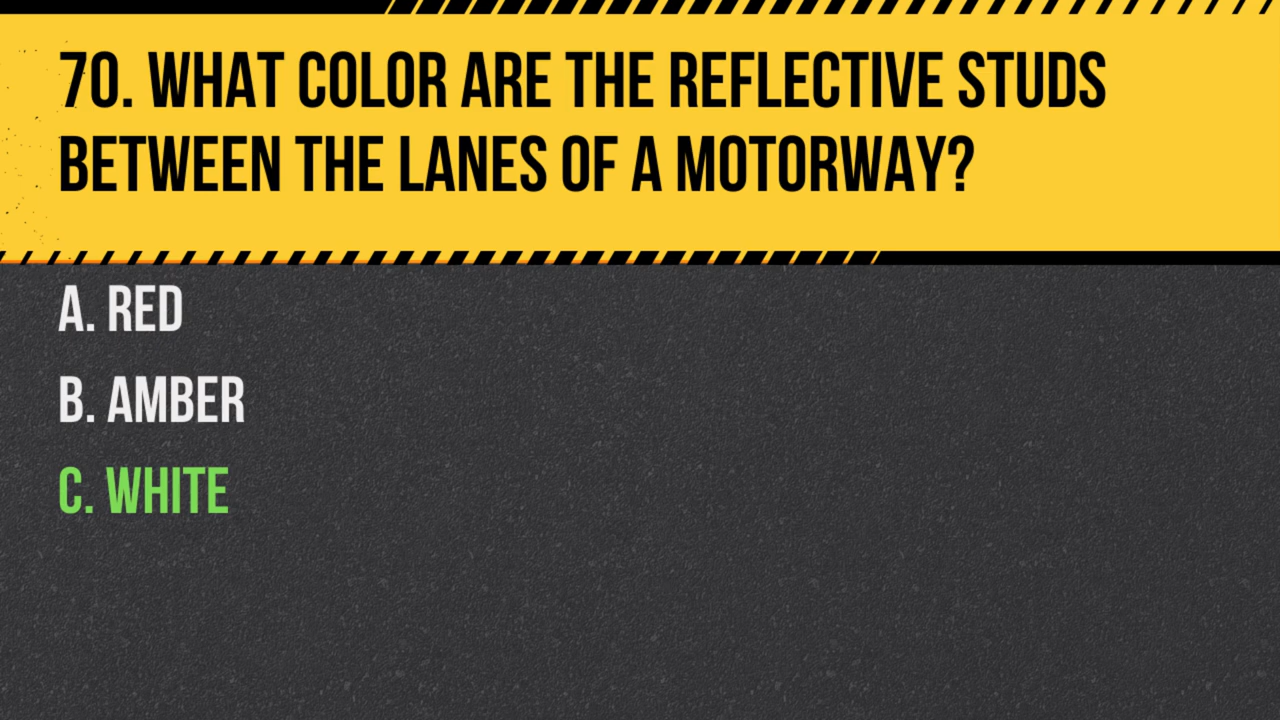 70. WHAT COLOR ARE THE REFLECTIVE STUDS
BETWEEN THE LANES OF A MOTORWAY?
A. RED
B. AMBER
C. WHITE